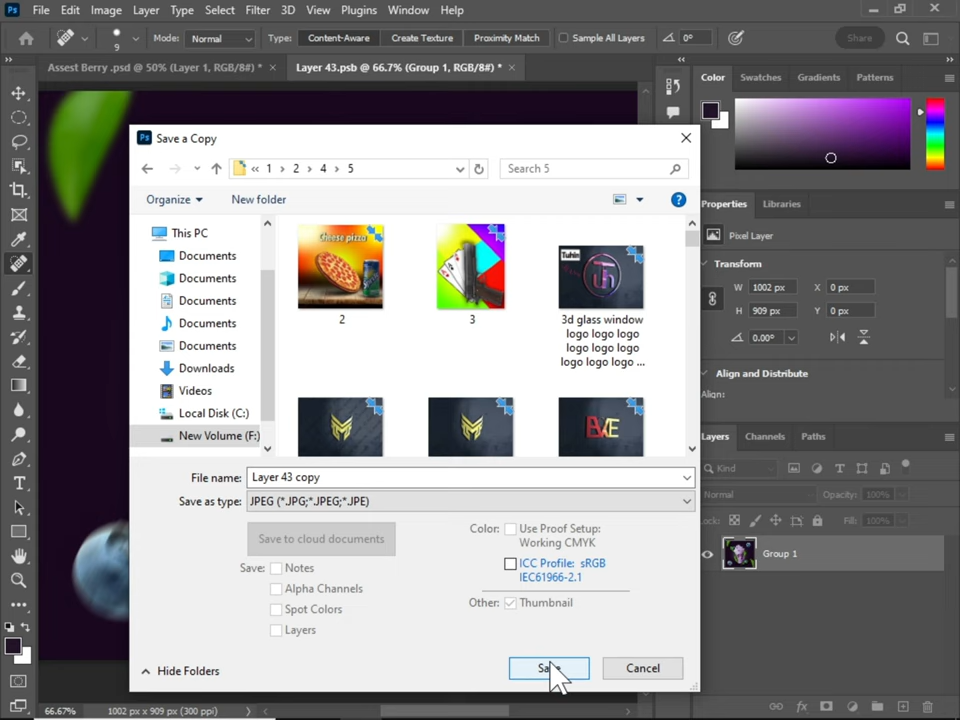 Ps File Edit Image Layer Type Select Filter 3D View Plugins Window Help
9 Mode: Normal Type: Content-Aware Create Texture Proximity Match Sample All Layers 0° Share
Assest Berry .psd @ 50% (Layer 1, RGB/8#) * × Layer 43.psb @ 66.7% (Group 1, RGB/8#) * ×
Color Swatches Gradients Patterns
Ps Save a Copy
« 1 › 2 › 4 › 5
Search 5
Organize New folder
This PC
Documents
Documents
Documents
Documents
Documents
Downloads
Videos
Local Disk (C:)
New Volume (F:)
Cheese pizza
2
3
Tuhin
3d glass window
logo logo logo
logo logo logo
logo logo logo ...
File name: Layer 43 copy
Save as type: JPEG (*.JPG;*.JPEG;*.JPE)
Save to cloud documents
Save: Notes
Alpha Channels
Spot Colors
Layers
Color: Use Proof Setup:
Working CMYK
ICC Profile: sRGB
IEC61966-2.1
Other: Thumbnail
Hide Folders
Cancel
Properties Libraries
Pixel Layer
Transform
W 1002 px X 0 px
H 909 px Y 0 px
0.00°
Align and Distribute
Align:
Layers Channels Paths
Kind
Normal Opacity: 100%
Lock: Fill: 100%
Group 1
66.67% 1002 px x 909 px (300 ppi)